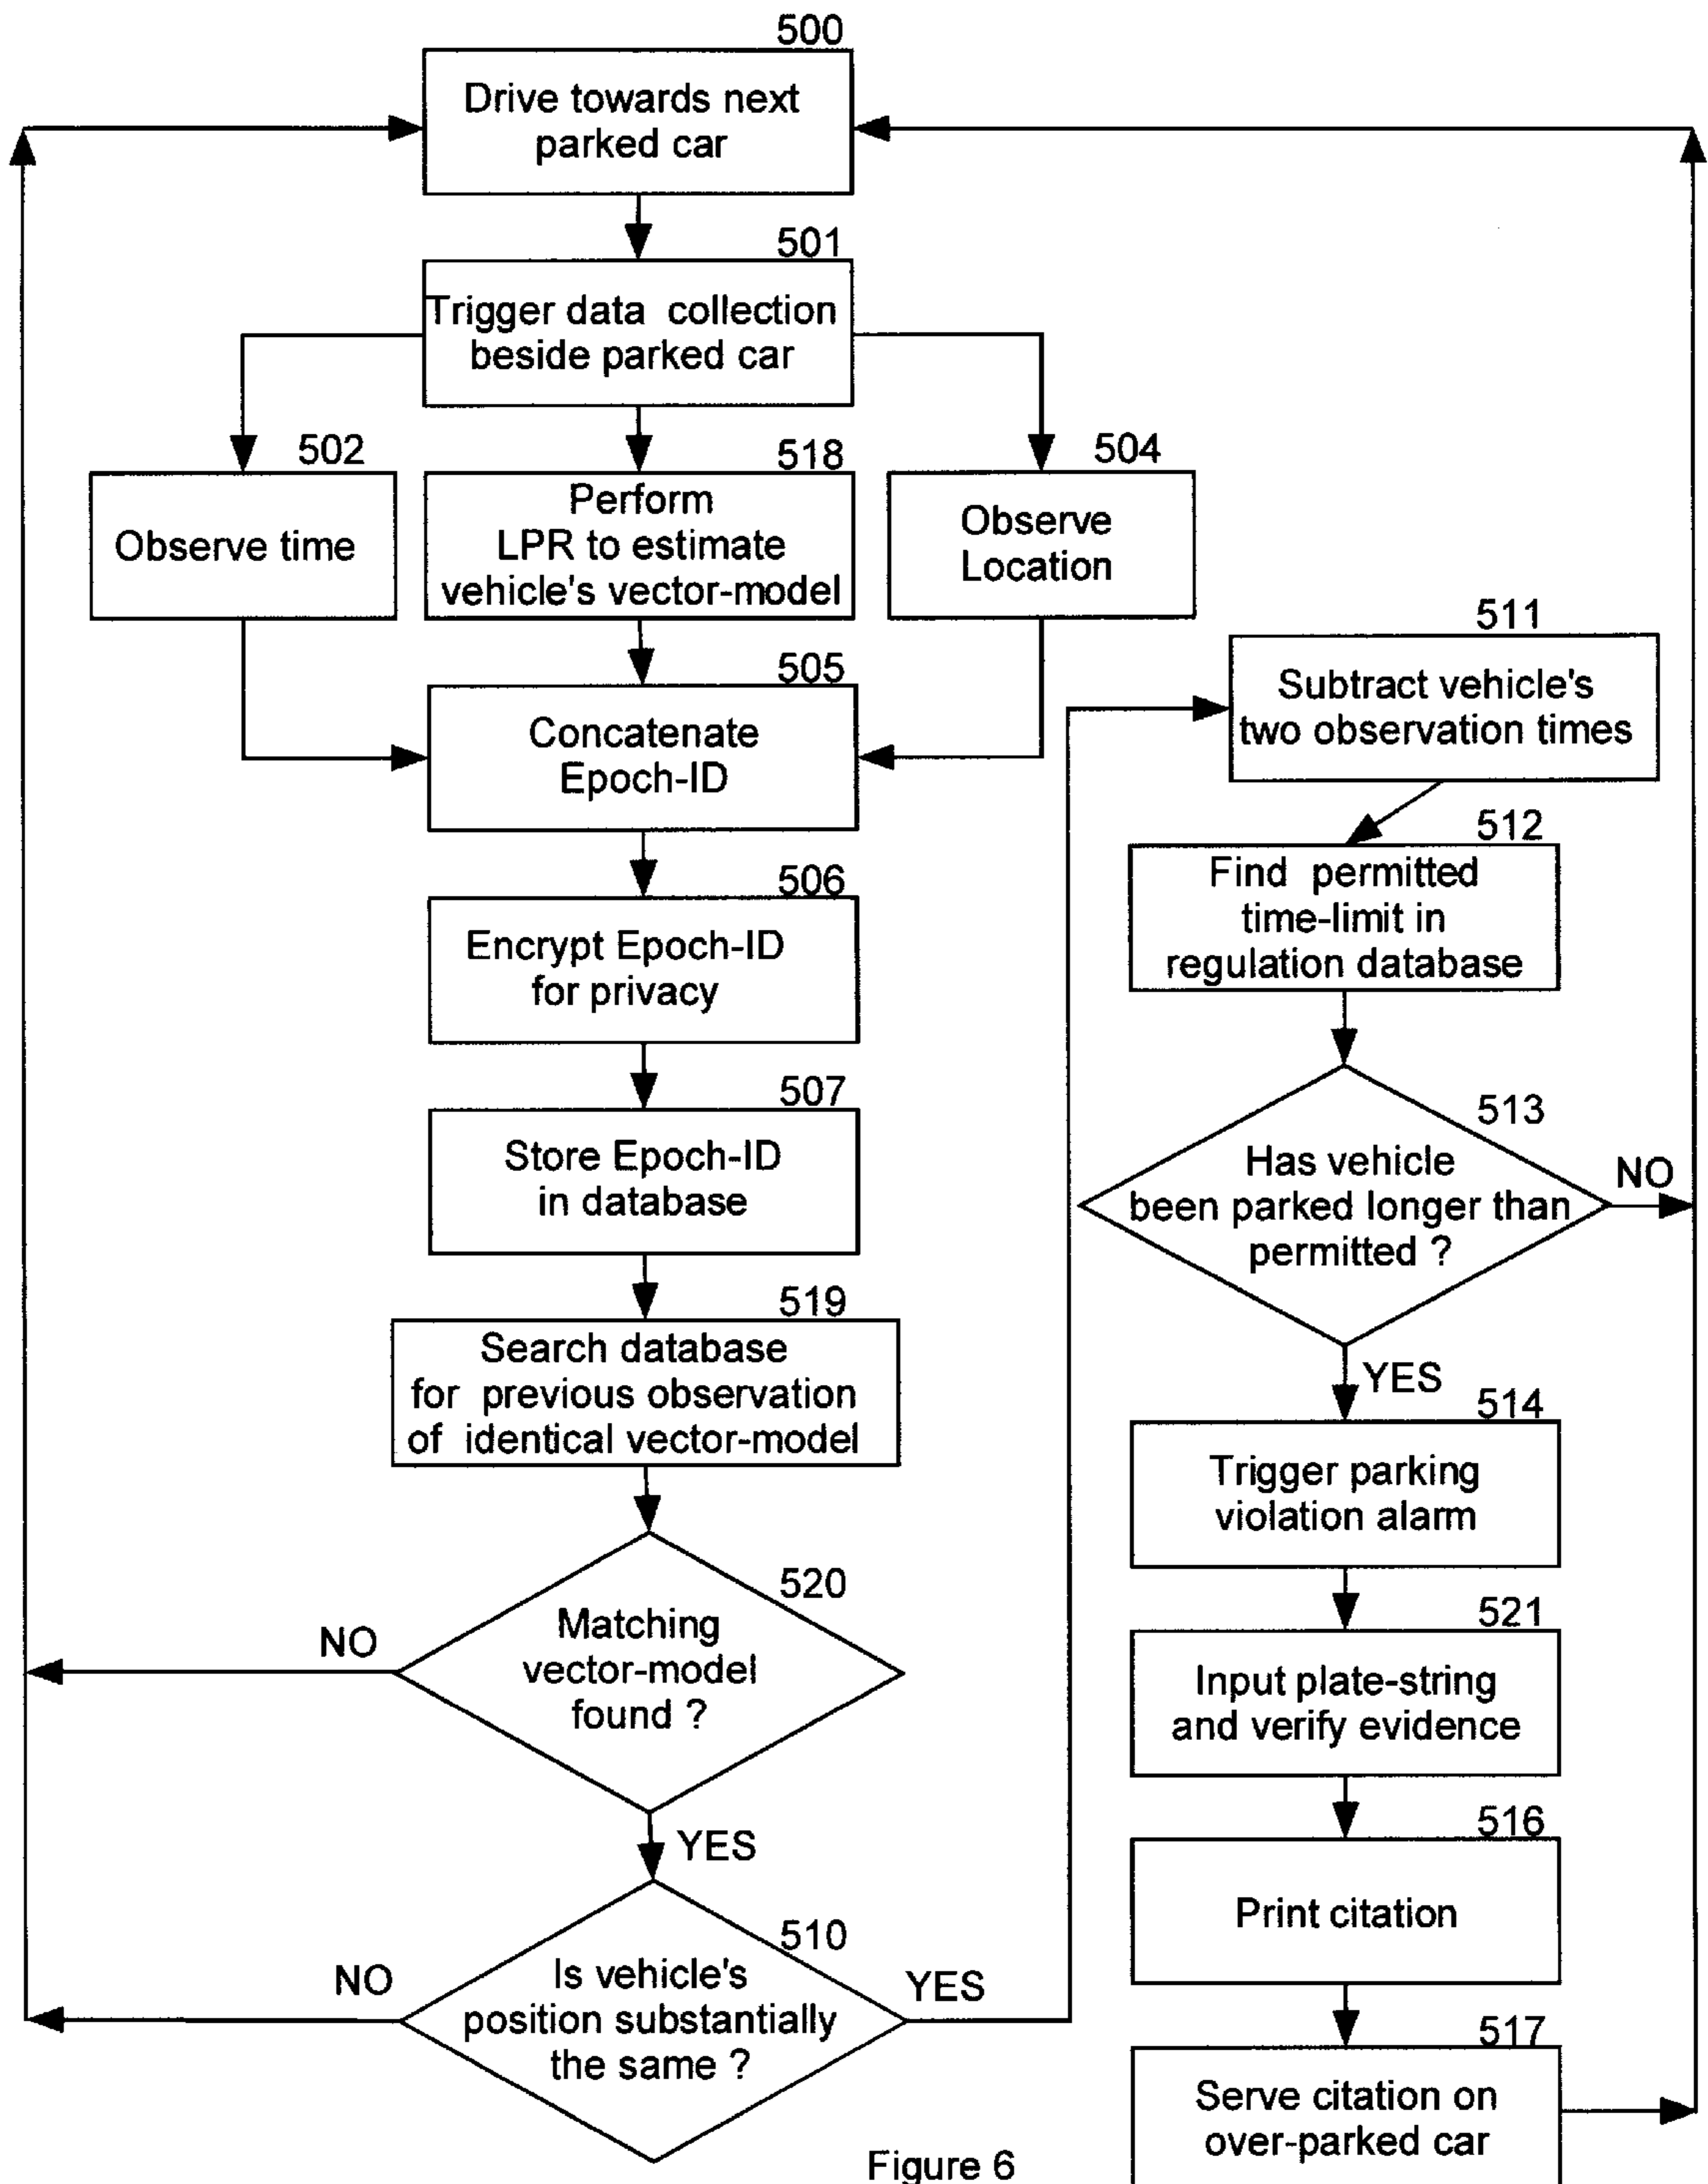 500
Drive towards next
parked car
501
Trigger data collection
beside parked car
502
Observe time
518
Perform
LPR to estimate
vehicle's vector-model
504
Observe
Location
505
Concatenate
Epoch-ID
506
Encrypt Epoch-ID
for privacy
507
Store Epoch-ID
in database
519
Search database
for previous observation
of identical vector-model
520
Matching
vector-model
found ?
NO
YES
510
Is vehicle's
position substantially
the same ?
NO
YES
511
Subtract vehicle's
two observation times
512
Find permitted
time-limit in
regulation database
513
Has vehicle
been parked longer than
permitted ?
NO
YES
514
Trigger parking
violation alarm
521
Input plate-string
and verify evidence
516
Print citation
517
Serve citation on
over-parked car
Figure 6